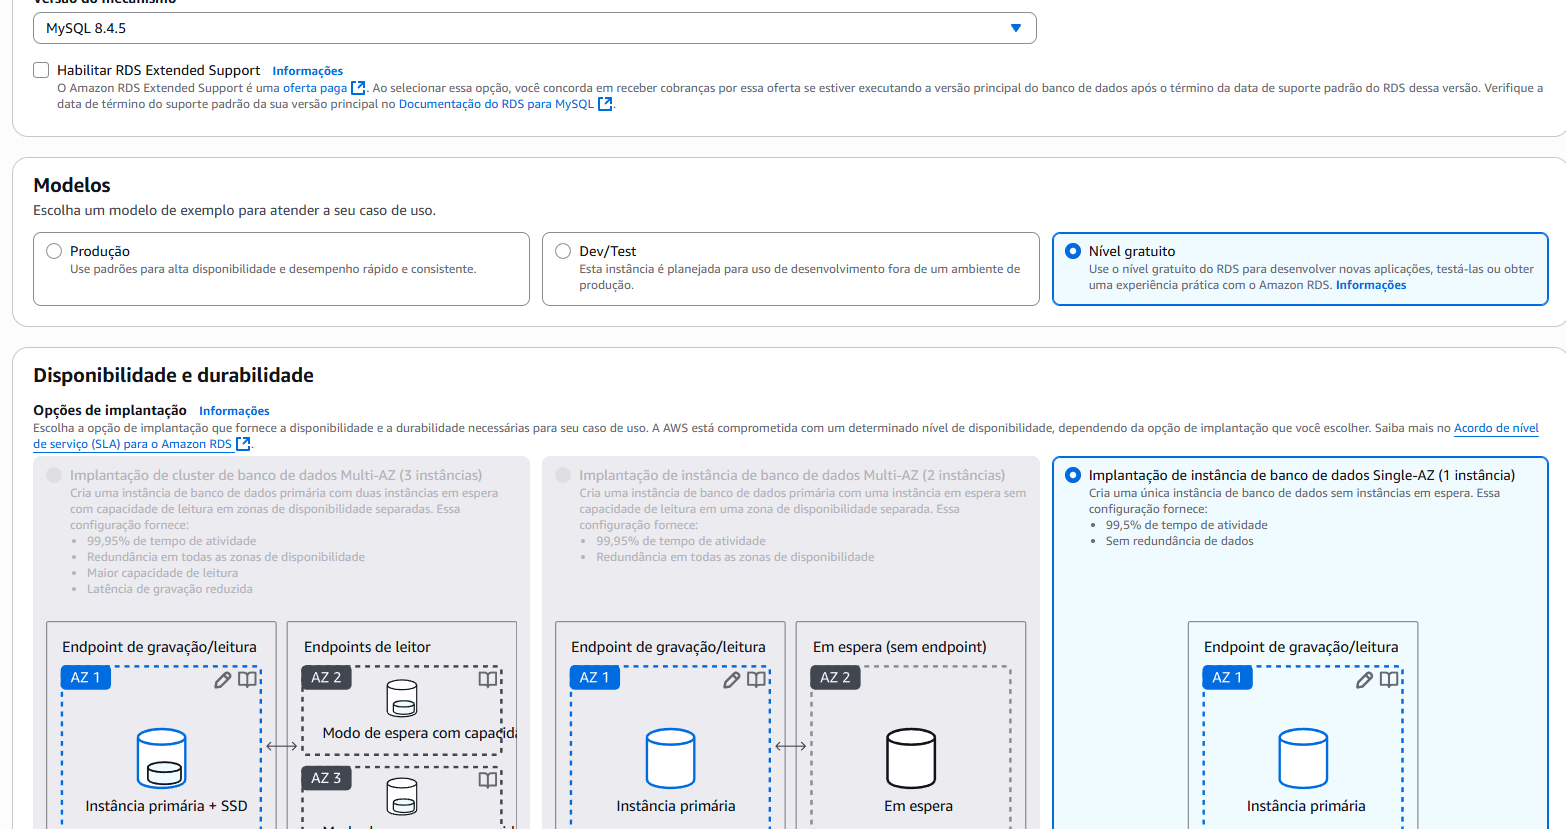 Versão do mecanismo
MySQL 8.4.5
Habilitar RDS Extended Support Informações
O Amazon RDS Extended Support é uma oferta paga. Ao selecionar essa opção, você concorda em receber cobranças por essa oferta se estiver executando a versão principal do banco de dados após o término da data de suporte padrão do RDS dessa versão. Verifique a
data de término do suporte padrão da sua versão principal no Documentação do RDS para MySQL.
Modelos
Escolha um modelo de exemplo para atender a seu caso de uso.
Produção
Use padrões para alta disponibilidade e desempenho rápido e consistente.
Dev/Test
Esta instância é planejada para uso de desenvolvimento fora de um ambiente de
produção.
Nível gratuito
Use o nível gratuito do RDS para desenvolver novas aplicações, testá-las ou obter
uma experiência prática com o Amazon RDS. Informações
Disponibilidade e durabilidade
Opções de implantação Informações
Escolha a opção de implantação que fornece a disponibilidade e a durabilidade necessárias para seu caso de uso. A AWS está comprometida com um determinado nível de disponibilidade, dependendo da opção de implantação que você escolher. Saiba mais no Acordo de nível
de serviço (SLA) para o Amazon RDS.
Implantação de cluster de banco de dados Multi-AZ (3 instâncias)
Cria uma instância de banco de dados primária com duas instâncias em espera
com capacidade de leitura em zonas de disponibilidade separadas. Essa
configuração fornece:
• 99,95% de tempo de atividade
• Redundância em todas as zonas de disponibilidade
• Maior capacidade de leitura
• Latência de gravação reduzida
Endpoint de gravação/leitura
AZ 1
Instância primária + SSD
Endpoints de leitor
AZ 2
Modo de espera com capacida
AZ 3
Implantação de instância de banco de dados Multi-AZ (2 instâncias)
Cria uma instância de banco de dados primária com uma instância em espera sem
capacidade de leitura em uma zona de disponibilidade separada. Essa
configuração fornece:
• 99,95% de tempo de atividade
• Redundância em todas as zonas de disponibilidade
Endpoint de gravação/leitura
AZ 1
Instância primária
Em espera (sem endpoint)
AZ 2
Em espera
Implantação de instância de banco de dados Single-AZ (1 instância)
Cria uma única instância de banco de dados sem instâncias em espera. Essa
configuração fornece:
• 99,5% de tempo de atividade
• Sem redundância de dados
Endpoint de gravação/leitura
AZ 1
Instância primária